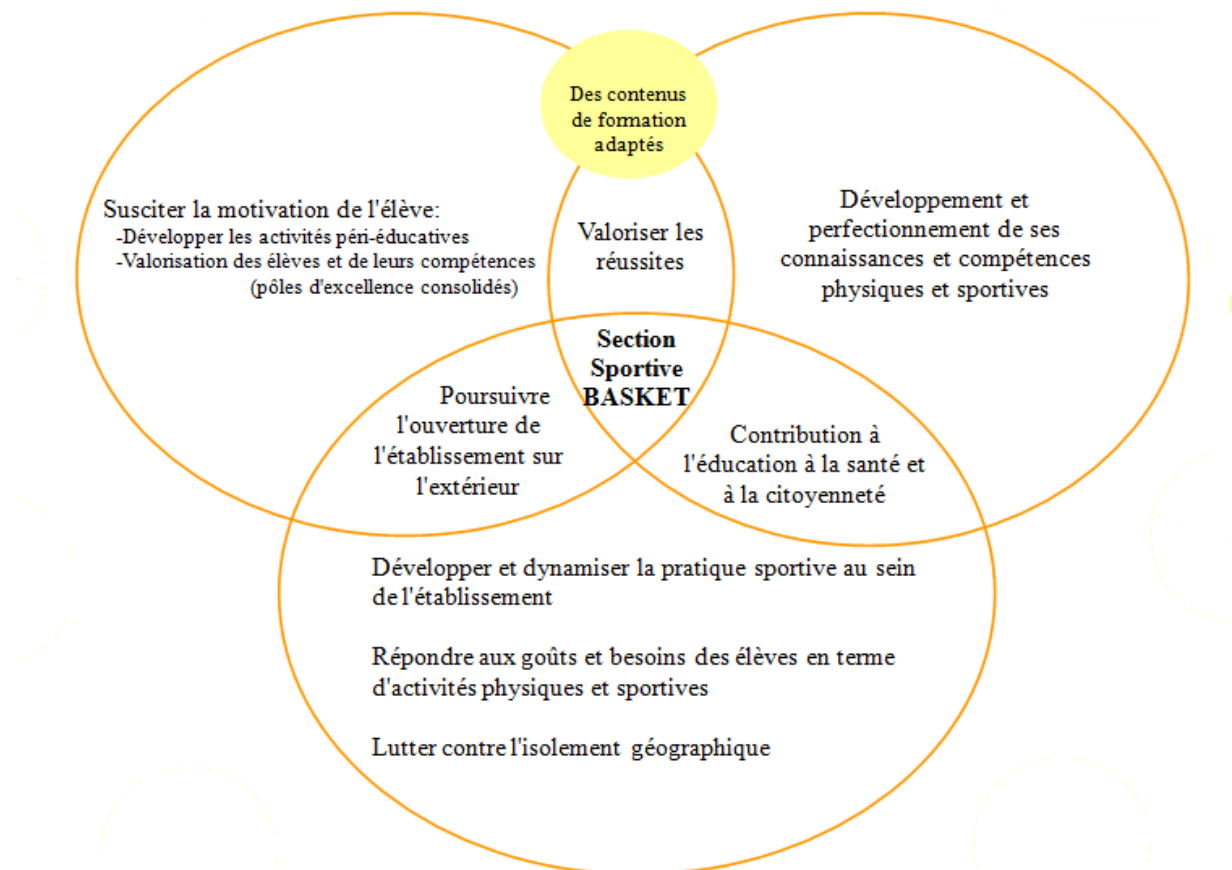 Des contenus
de formation
adaptés
Susciter la motivation de l'élève:
-Développer les activités péri-éducatives
-Valorisation des élèves et de leurs compétences
(pôles d'excellence consolidés)
Valoriser les
réussites
Développement et
perfectionnement de ses
connaissances et compétences
physiques et sportives
Section
Sportive
BASKET
Poursuivre
l'ouverture de
l'établissement sur
l'extérieur
Contribution à
l'éducation à la santé et
à la citoyenneté
Développer et dynamiser la pratique sportive au sein
de l'établissement
Répondre aux goûts et besoins des élèves en terme
d'activités physiques et sportives
Lutter contre l'isolement géographique